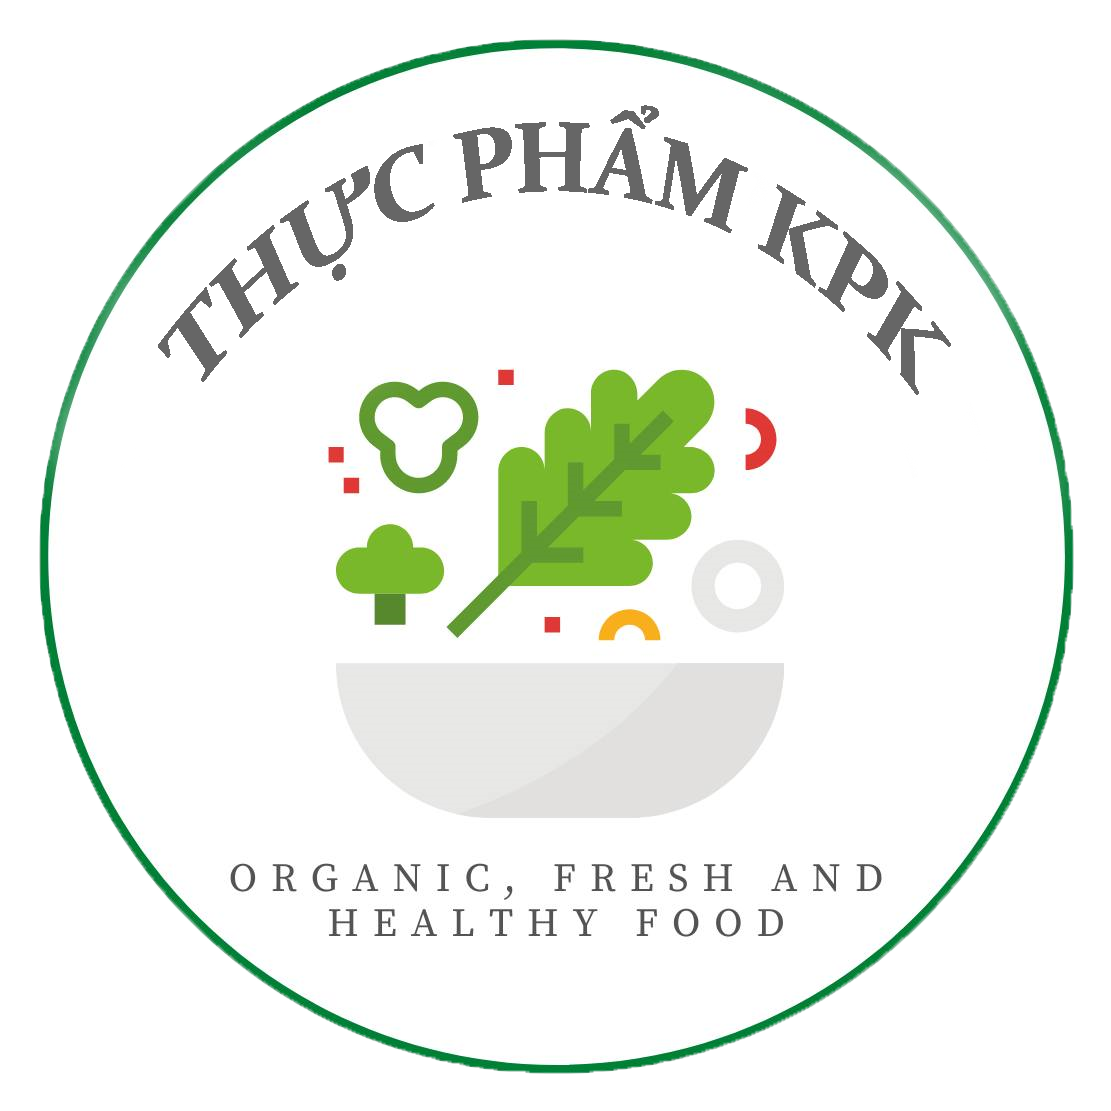 THỰC PHẨM KPK
ORGANIC, FRESH AND
HEALTHY FOOD